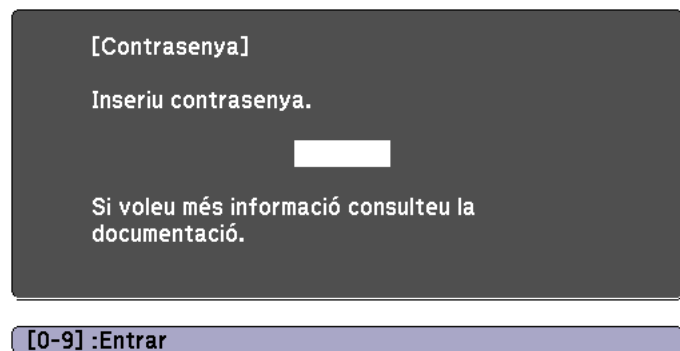 [Contrasenya]
Inseriu contrasenya.
Si voleu més informació consulteu la
documentació.
[0-9] :Entrar